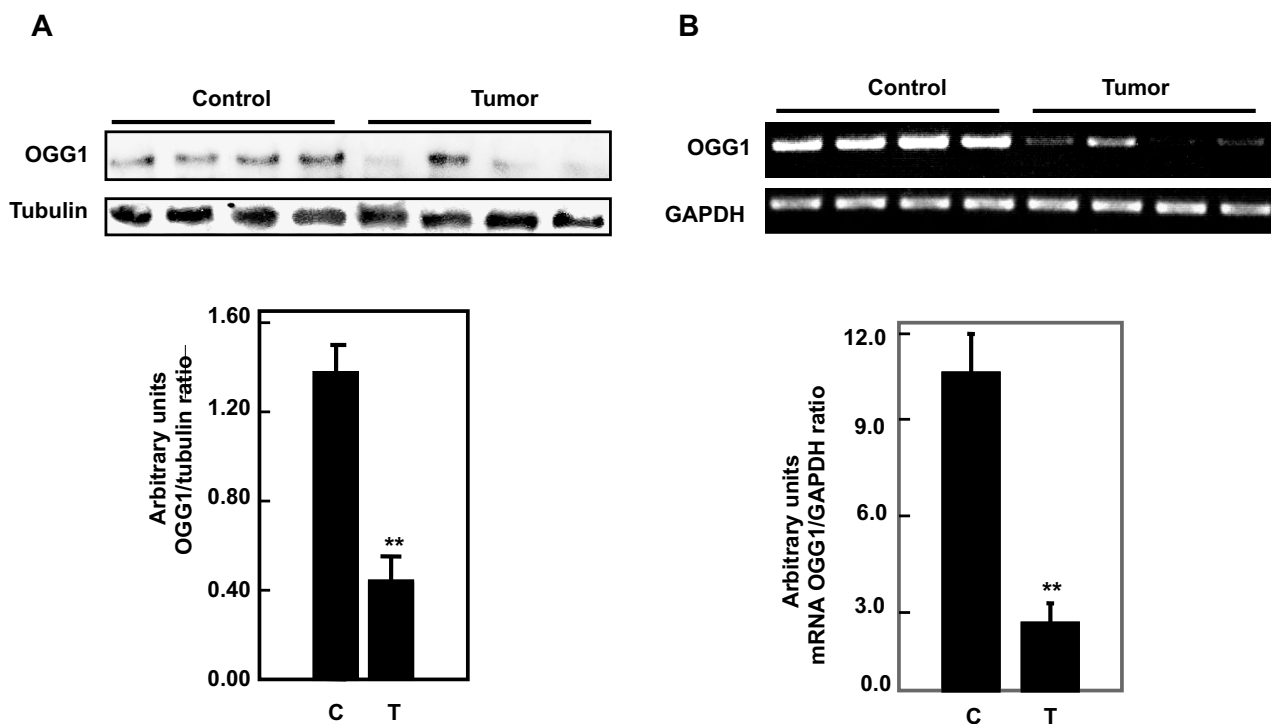 A
Control Tumor
OGG1
Tubulin
Arbitrary units
OGG1/tubulin ratio
1.60
1.20
0.80
0.40
0.00
**
C T
B
Control Tumor
OGG1
GAPDH
Arbitrary units
mRNA OGG1/GAPDH ratio
12.0
9.0
6.0
3.0
0.0
**
C T